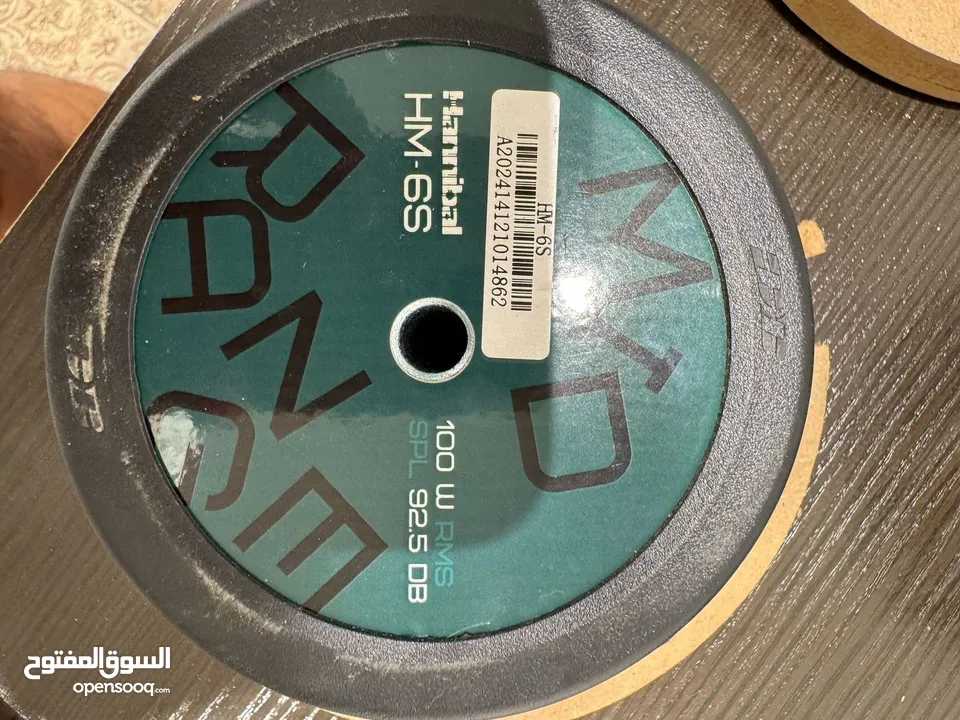 MID
RANGE
Hannibal
HM-6S
HM-6S
A202414121014862
100 W RMS
SPL 92.5 DB
السوق المفتوح
opensooq.com